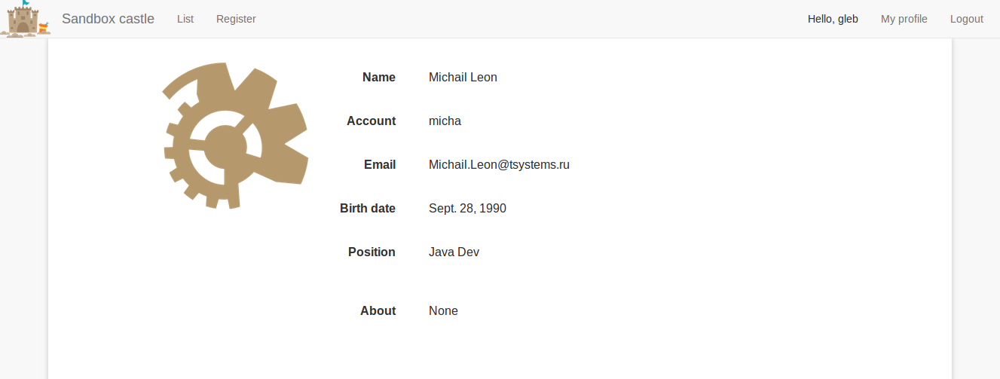 Sandbox castle List Register Hello, gleb My profile Logout
Name Michail Leon
Account micha
Email Michail.Leon@tsystems.ru
Birth date Sept. 28, 1990
Position Java Dev
About None